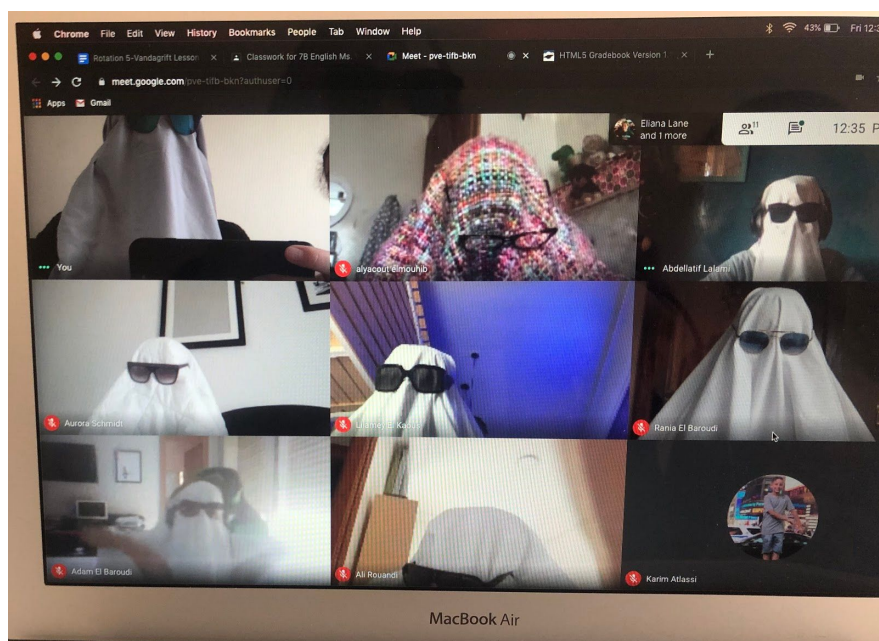 Chrome File Edit View History Bookmarks People Tab Window Help
43%
Fri 12:3
Rotation 5-Vandagrift Lesson
Classwork for 7B English Ms.
Meet - pve-tifb-bkn
HTML5 Gradebook Version 1
meet.google.com/pve-tifb-bkn?authuser=0
Apps
Gmail
Eliana Lane
and 1 more
11
12:35 P
You
alyacout elmouhib
Abdellatif Lalami
Aurora Schmidt
Rania El Baroudi
Adam El Baroudi
Ali Rouandi
Karim Atlassi
MacBook Air